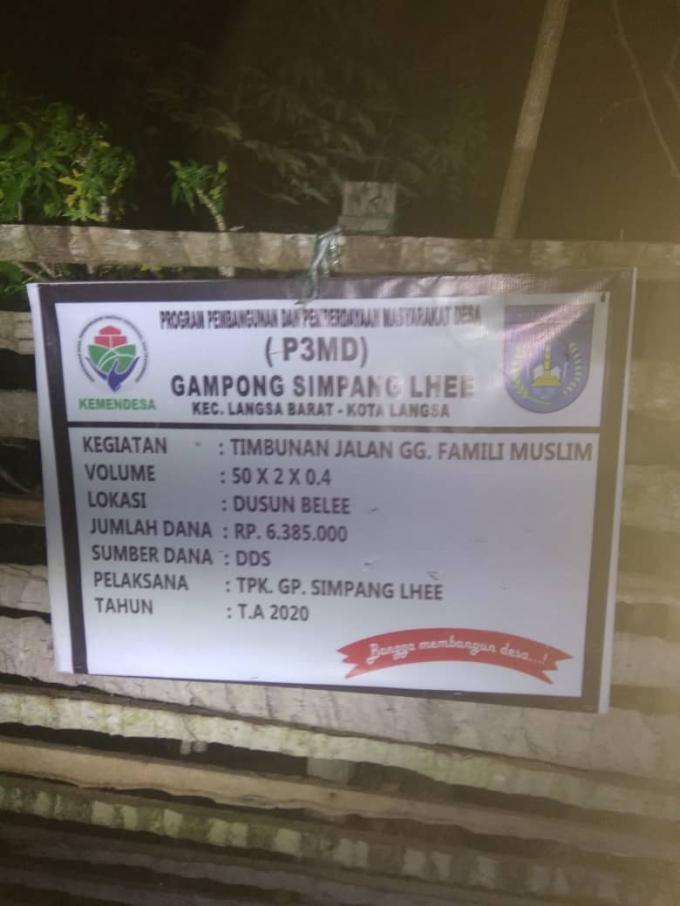 PROGRAM PEMBANGUNAN DAN PEMBERDAYAAN MASYARAKAT DESA
( P3MD)
GAMPONG SIMPANG LHEE
KEC. LANGSA BARAT - KOTA LANGSA
KEMENDESA
KEGIATAN : TIMBUNAN JALAN GG. FAMILI MUSLIM
VOLUME : 50 X 2 X 0.4
LOKASI : DUSUN BELEE
JUMLAH DANA : RP. 6.385.000
SUMBER DANA : DDS
PELAKSANA : TPK. GP. SIMPANG LHEE
TAHUN : T.A 2020
Bangga membangun desa...!